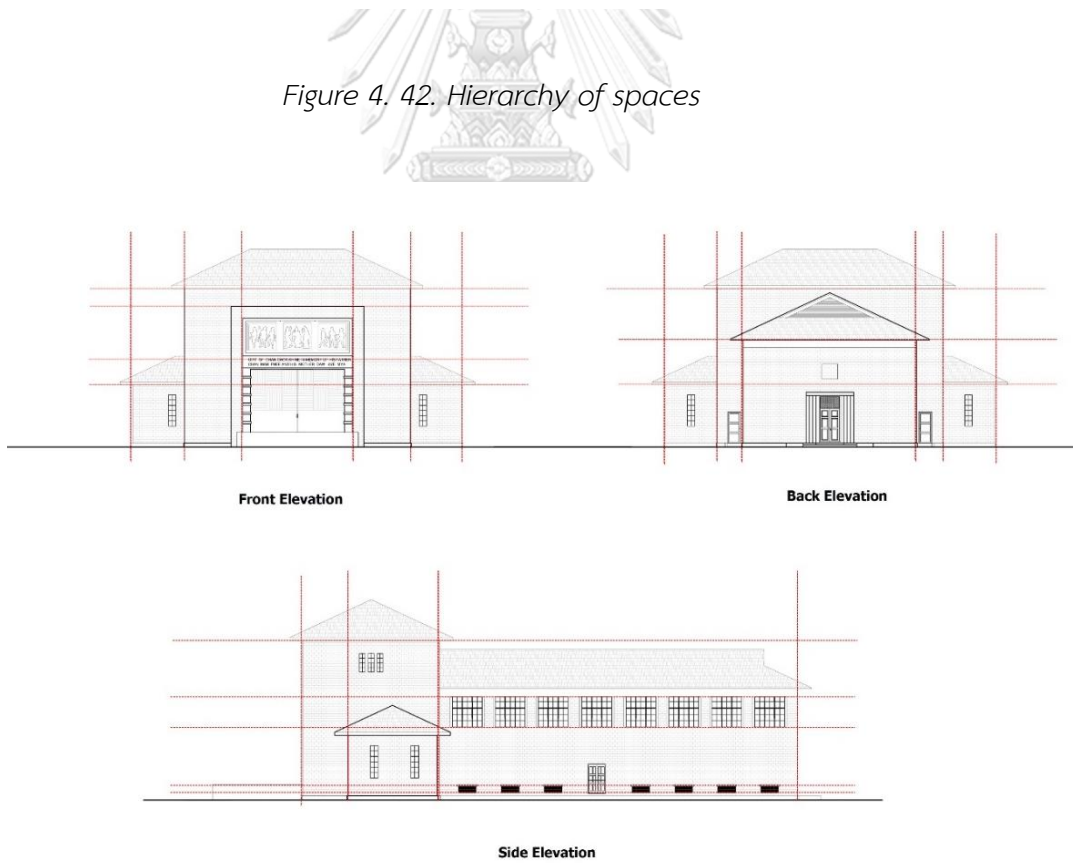 Figure 4. 42. Hierarchy of spaces
Front Elevation
Back Elevation
Side Elevation